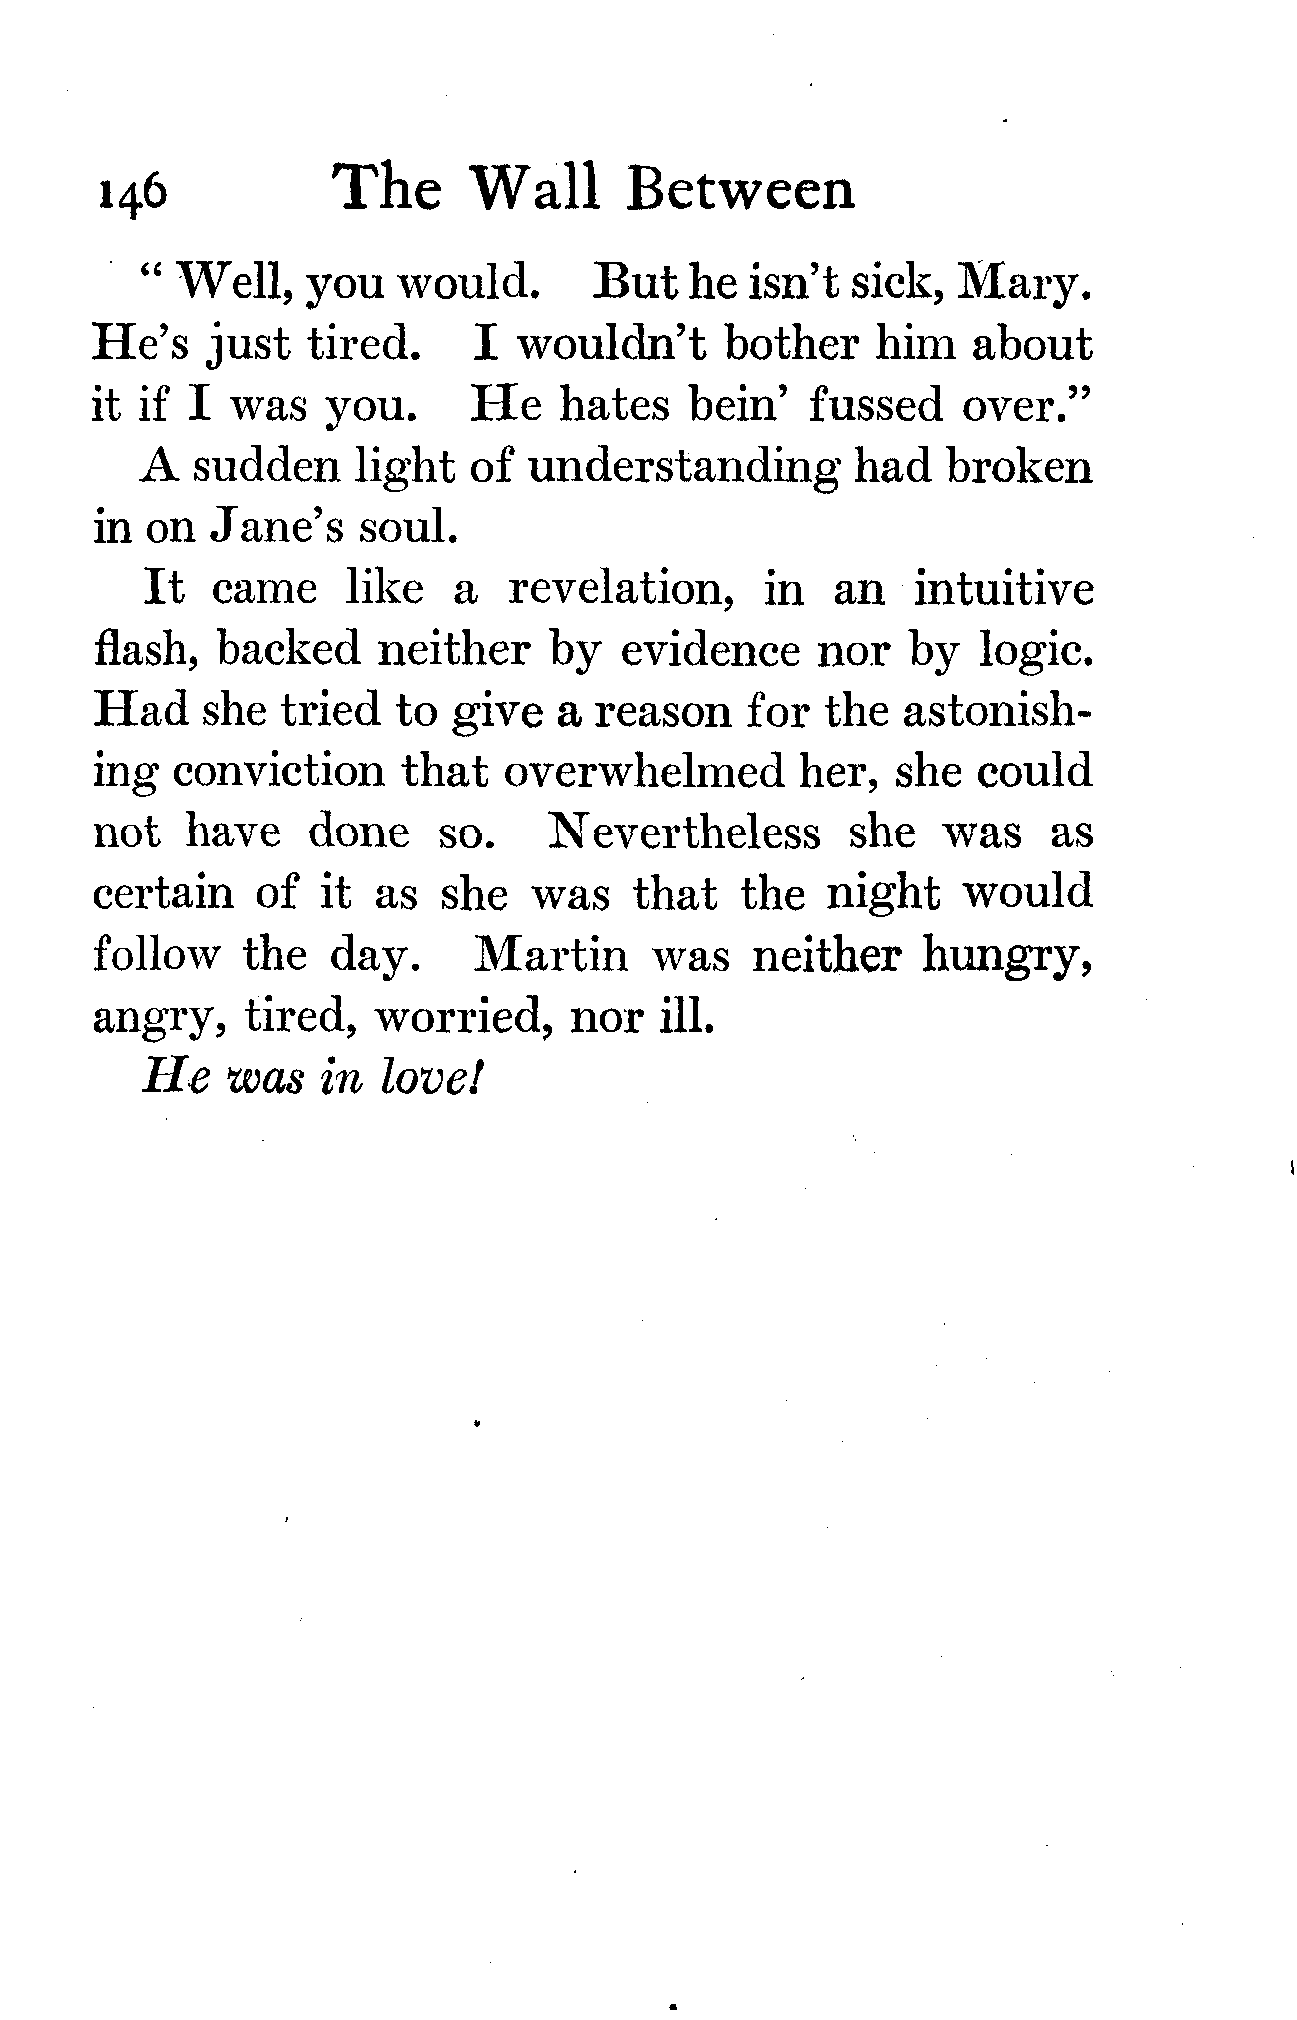 146 The Wall Between
“ Well, you would. But he isn’t sick, Mary.
He’s just tired. I wouldn’t bother him about
it if I was you. He hates bein’ fussed over.”
A sudden light of understanding had broken
in on Jane’s soul.
It came like a revelation, in an intuitive
flash, backed neither by evidence nor by logic.
Had she tried to give a reason for the astonish-
ing conviction that overwhelmed her, she could
not have done so. Nevertheless she was as
certain of it as she was that the night would
follow the day. Martin was neither hungry,
angry, tired, worried, nor ill.
He was in love!